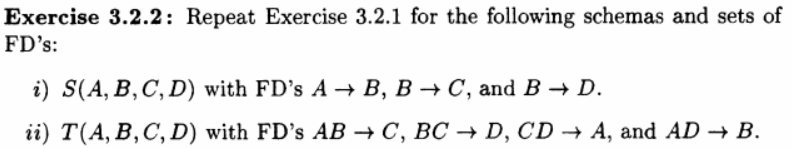 Exercise 3.2.2: Repeat Exercise 3.2.1 for the following schemas and sets of
FD's:
i) S(A, B, C, D) with FD's A → B, B → C, and B → D.
ii) T(A, B, C, D) with FD's AB → C, BC → D, CD → A, and AD → B.